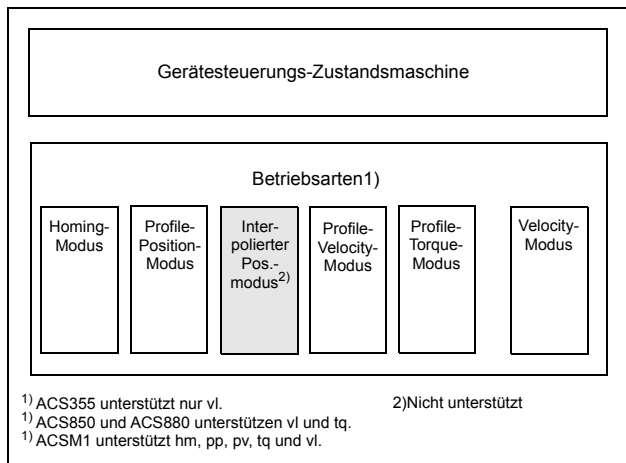 Gerätesteuerungs-Zustandsmaschine
Betriebsarten1)
Homing-
Modus
Profile-
Position-
Modus
Inter-
polierter
Pos.-
modus2)
Profile-
Velocity-
Modus
Profile-
Torque-
Modus
Velocity-
Modus
1) ACS355 unterstützt nur vl.
2)Nicht unterstützt
1) ACS850 und ACS880 unterstützen vl und tq.
1) ACSM1 unterstützt hm, pp, pv, tq und vl.